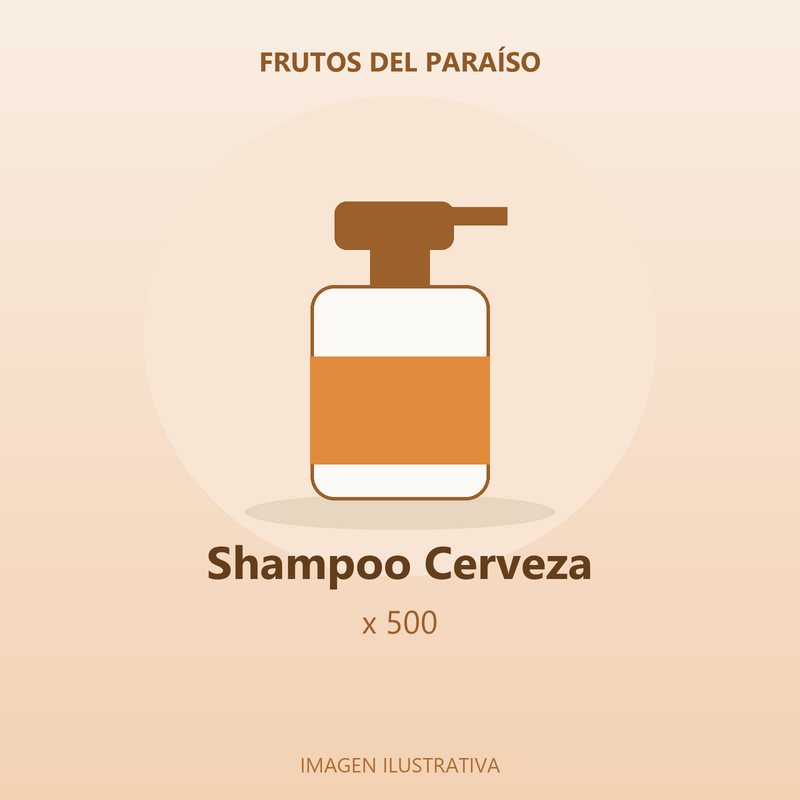 FRUTOS DEL PARAÍSO
Shampoo Cerveza
x 500
IMAGEN ILUSTRATIVA